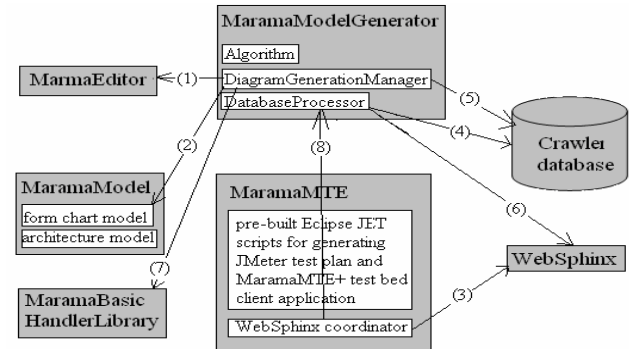 MaramaModelGenerator
Algorithm
DiagramGenerationManager
DatabaseProcessor
MarmaEditor
(1)
(5)
(4)
(2)
(8)
Crawler
database
MaramaModel
form chart model
architecture model
MaramaMTE
pre-built Eclipse JET
scripts for generating
JMeter test plan and
MaramaMTE+ test bed
client application
WebSphinx coordinator
(6)
(7)
(3)
WebSphinx
MaramaBasic
HandlerLibrary